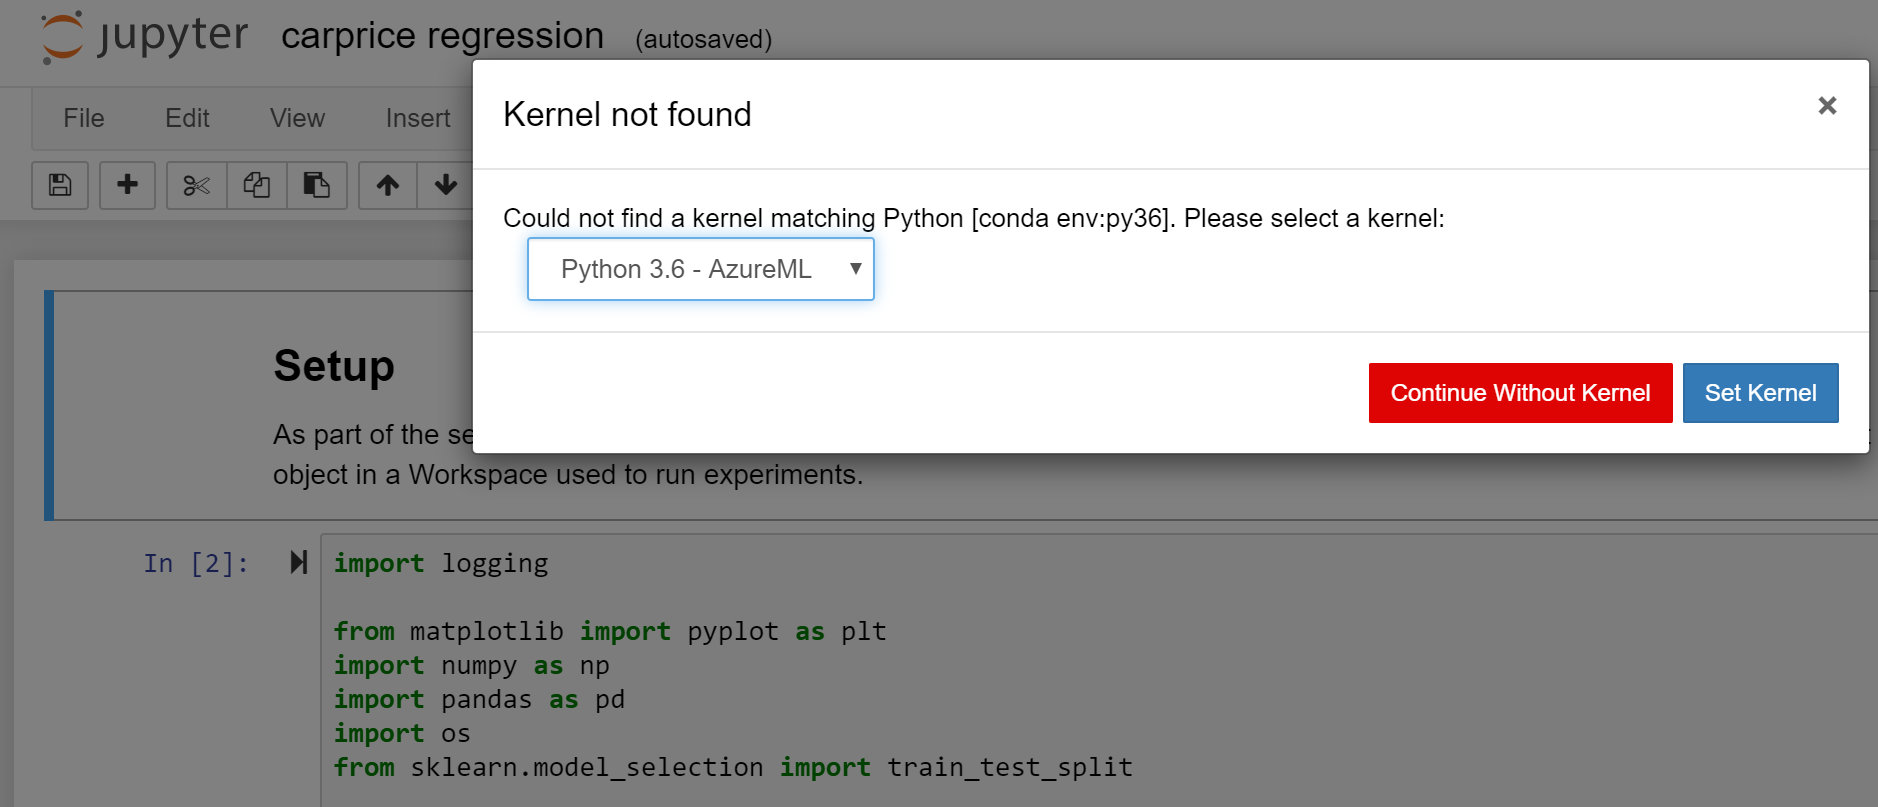 jupyter carprice regression (autosaved)
File Edit View Insert
Kernel not found ×
Could not find a kernel matching Python [conda env:py36]. Please select a kernel:
Python 3.6 - AzureML
Continue Without Kernel Set Kernel
Setup
As part of the se
object in a Workspace used to run experiments.
In [2]: import logging
from matplotlib import pyplot as plt
import numpy as np
import pandas as pd
import os
from sklearn.model_selection import train_test_split